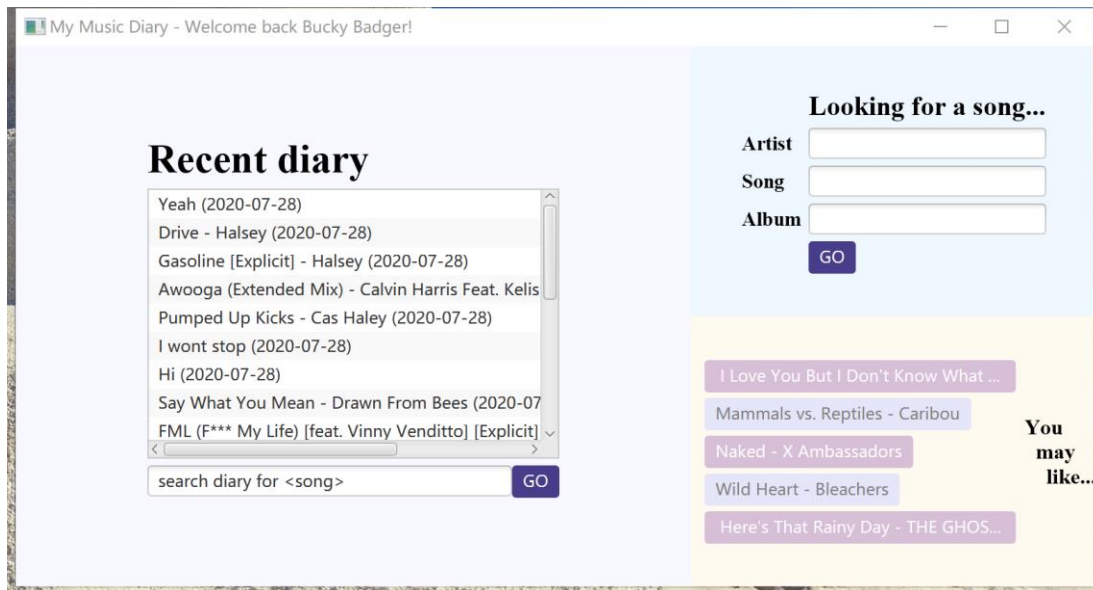 My Music Diary - Welcome back Bucky Badger!
Recent diary
Yeah (2020-07-28)
Drive - Halsey (2020-07-28)
Gasoline [Explicit] - Halsey (2020-07-28)
Awooga (Extended Mix) - Calvin Harris Feat. Kelis
Pumped Up Kicks - Cas Haley (2020-07-28)
I wont stop (2020-07-28)
Hi (2020-07-28)
Say What You Mean - Drawn From Bees (2020-07
FML (F*** My Life) [feat. Vinny Venditto] [Explicit]
search diary for <song>
GO
Looking for a song...
Artist
Song
Album
GO
I Love You But I Don't Know What ...
Mammals vs. Reptiles - Caribou
Naked - X Ambassadors
Wild Heart - Bleachers
Here's That Rainy Day - THE GHOS...
You
may
like...